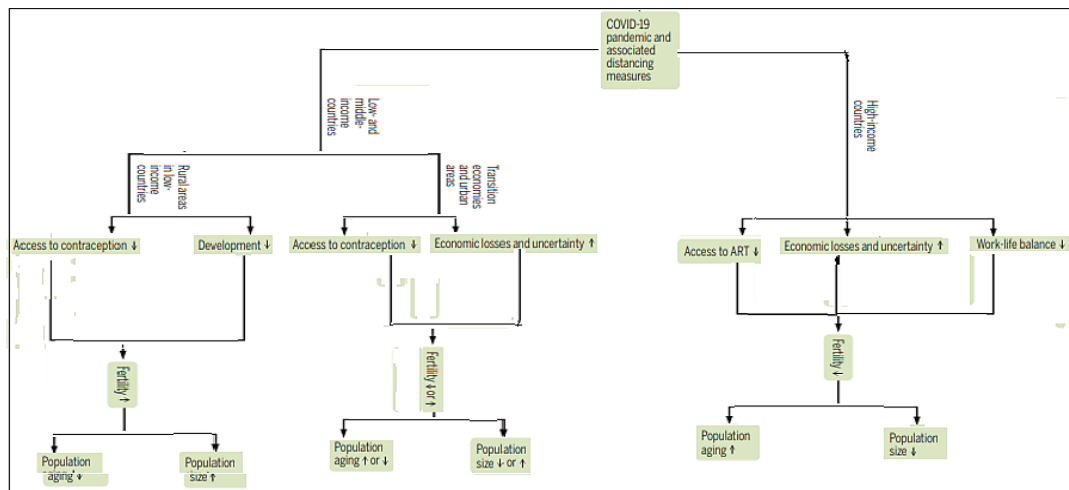 COVID-19
pandemic and
associated
distancing
measures
Low- and
middle-
income
countries
High-income
countries
Rural areas
in low-
income
countries
Transition
economies
and urban
areas
Access to contraception ↓
Development ↓
Access to contraception ↓
Economic losses and uncertainty ↑
Access to ART ↓
Economic losses and uncertainty ↑
Work-life balance ↓
Fertility ↑
Fertility ↓ or ↑
Fertility ↓
Population
aging ↓
Population
size ↑
Population
aging ↑ or ↓
Population
size ↓ or ↑
Population
aging ↑
Population
size ↓